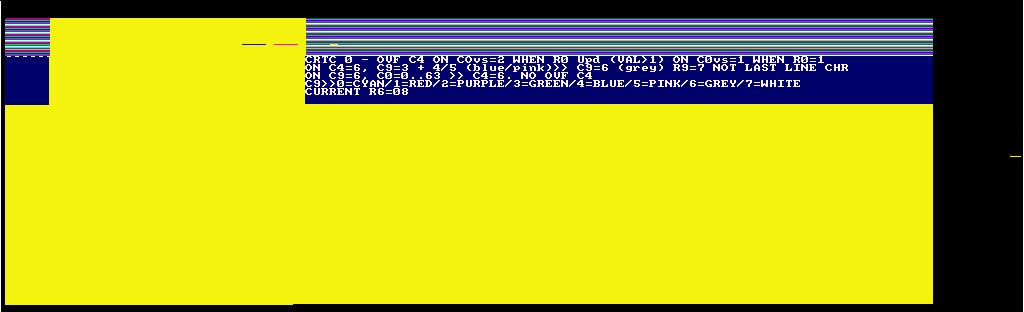 CRTC 0 - OVF C4 ON C0vs=2 WHEN R0 Upd (VAL>1) ON C0vs=1 WHEN R0=1
ON C4=6, C9=3 + 4/5 (blue/pink)>>> C9=6 (grey) R9=7 NOT LAST LINE CHR
ON C9=6, C0=0..63 >> C4=6. NO OVF C4
C9>>0=CYAN/1=RED/2=PURPLE/3=GREEN/4=BLUE/5=PINK/6=GREY/7=WHITE
CURRENT R6=08